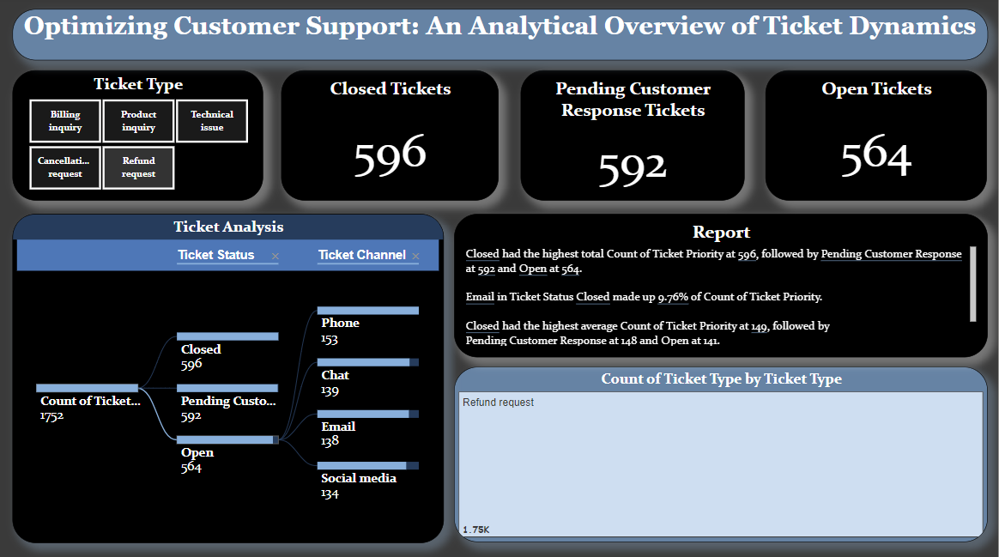 Optimizing Customer Support: An Analytical Overview of Ticket Dynamics
Ticket Type
Billing
inquiry
Product
inquiry
Technical
issue
Cancellati...
request
Refund
request
Closed Tickets
596
Pending Customer
Response Tickets
592
Open Tickets
564
Ticket Analysis
Ticket Status ×
Ticket Channel ×
Count of Ticket...
1752
Closed
596
Pending Custo...
592
Open
564
Phone
153
Chat
139
Email
138
Social media
134
Report
Closed had the highest total Count of Ticket Priority at 596, followed by Pending Customer Response
at 592 and Open at 564.
Email in Ticket Status Closed made up 9.76% of Count of Ticket Priority.
Closed had the highest average Count of Ticket Priority at 149, followed by
Pending Customer Response at 148 and Open at 141.
Count of Ticket Type by Ticket Type
Refund request
1.75K